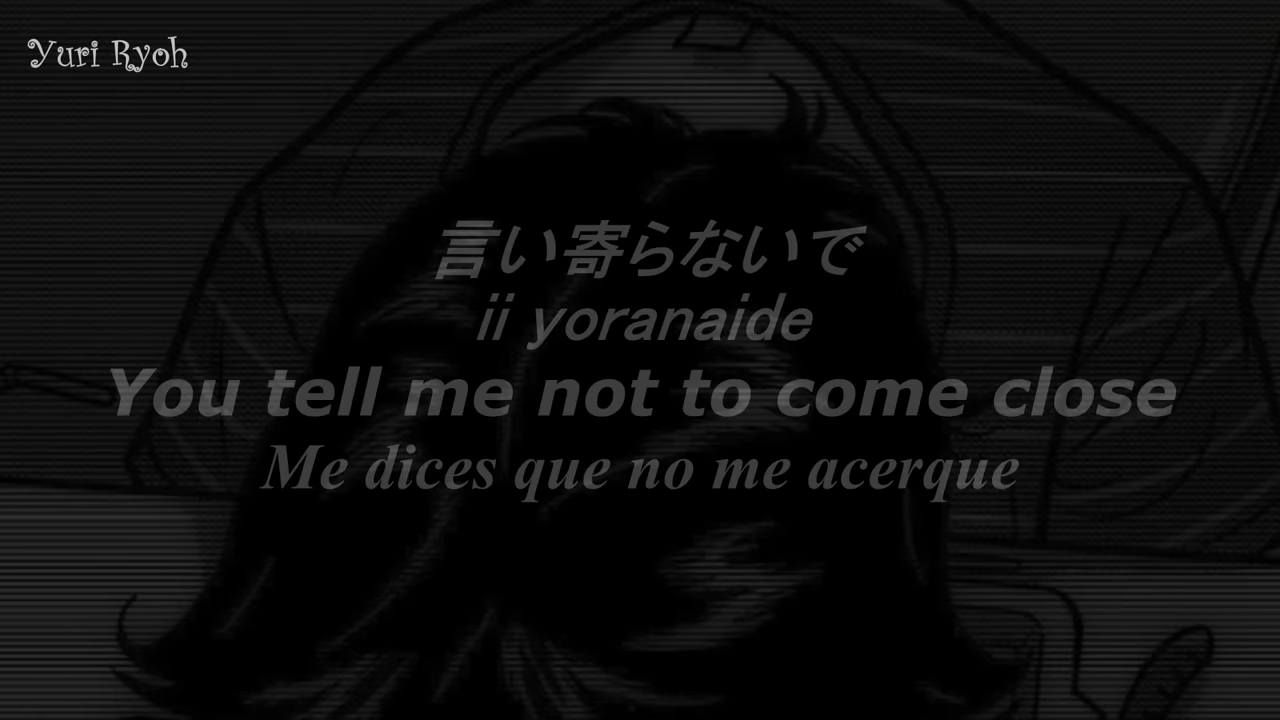 Yuri Ryoh
言い寄らないで
ii yoranaide
You tell me not to come close
Me dices que no me acerque